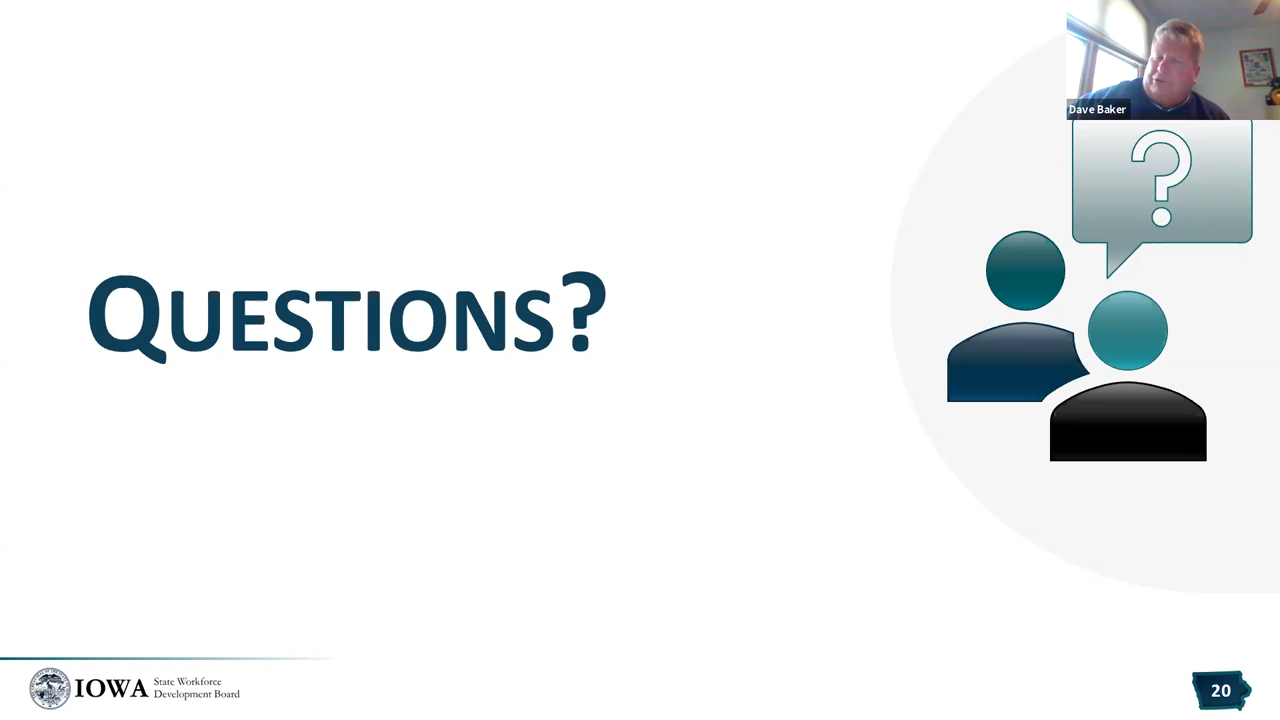 Dave Baker
?
QUESTIONS?
IOWA
State Workforce
Development Board
20